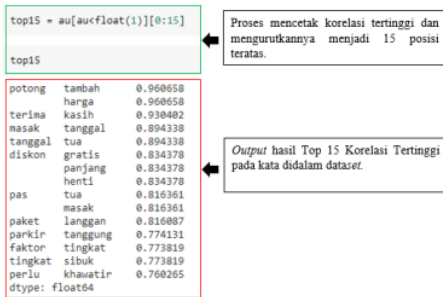 top15 = au[au<float(1)][0:15]
top15
Proses mencetak korelasi tertinggi dan
mengurutkannya menjadi 15 posisi
teratas.
potong tambah 0.960658
harga 0.960658
terima kasih 0.930402
masak tanggal 0.894338
tanggal tua 0.894338
diskon gratis 0.834378
panjang 0.834378
henti 0.834378
pas tua 0.816361
masak 0.816361
paket langgan 0.816087
parkir tanggung 0.774131
faktor tingkat 0.773819
tingkat sibuk 0.773819
perlu khawatir 0.760265
dtype: float64
Output hasil Top 15 Korelasi Tertinggi
pada kata didalam dataset.